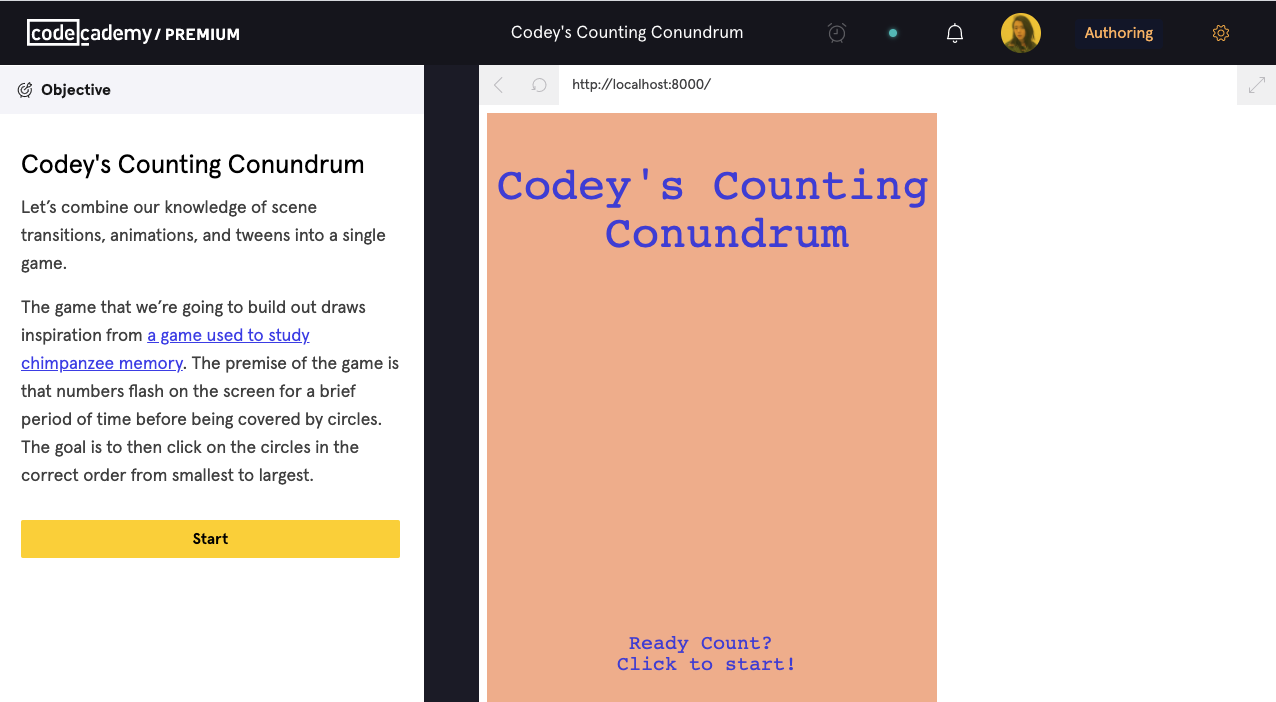 codecademy / PREMIUM
Codey's Counting Conundrum
Authoring
Objective
http://localhost:8000/
Codey's Counting Conundrum
Let’s combine our knowledge of scene
transitions, animations, and tweens into a single
game.
The game that we’re going to build out draws
inspiration from a game used to study
chimpanzee memory. The premise of the game is
that numbers flash on the screen for a brief
period of time before being covered by circles.
The goal is to then click on the circles in the
correct order from smallest to largest.
Start
Codey's Counting
Conundrum
Ready Count?
Click to start!